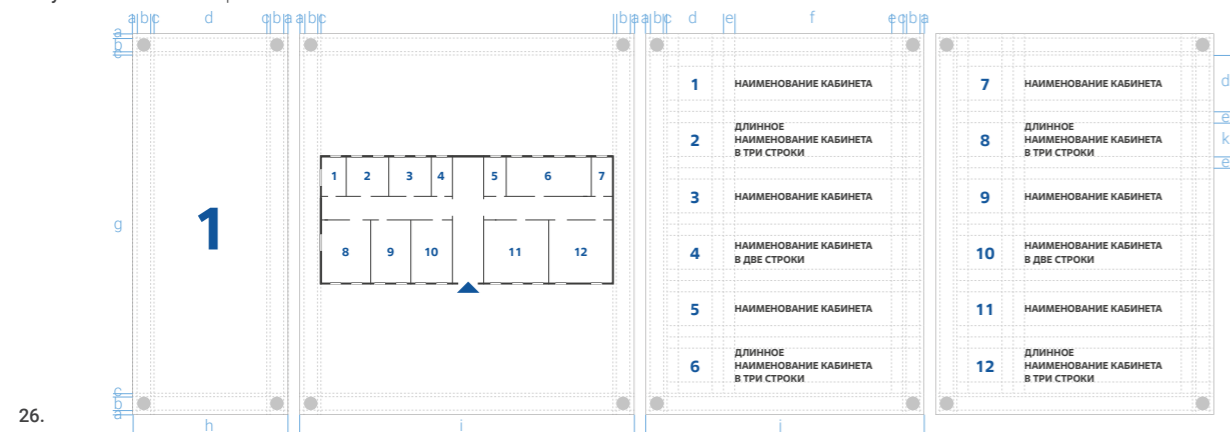 a b c d c b a a b c b a a b c d e f e c b a
a
b
c
1
g
c
b
a
h
1 2 3 4 5 6 7
8 9 10 11 12
i
1 НАИМЕНОВАНИЕ КАБИНЕТА
2 ДЛИННОЕ
НАИМЕНОВАНИЕ КАБИНЕТА
В ТРИ СТРОКИ
3 НАИМЕНОВАНИЕ КАБИНЕТА
4 НАИМЕНОВАНИЕ КАБИНЕТА
В ДВЕ СТРОКИ
5 НАИМЕНОВАНИЕ КАБИНЕТА
6 ДЛИННОЕ
НАИМЕНОВАНИЕ КАБИНЕТА
В ТРИ СТРОКИ
7 НАИМЕНОВАНИЕ КАБИНЕТА
8 ДЛИННОЕ
НАИМЕНОВАНИЕ КАБИНЕТА
В ТРИ СТРОКИ
9 НАИМЕНОВАНИЕ КАБИНЕТА
10 НАИМЕНОВАНИЕ КАБИНЕТА
В ДВЕ СТРОКИ
11 НАИМЕНОВАНИЕ КАБИНЕТА
12 ДЛИННОЕ
НАИМЕНОВАНИЕ КАБИНЕТА
В ТРИ СТРОКИ
d
e
k
e
26.